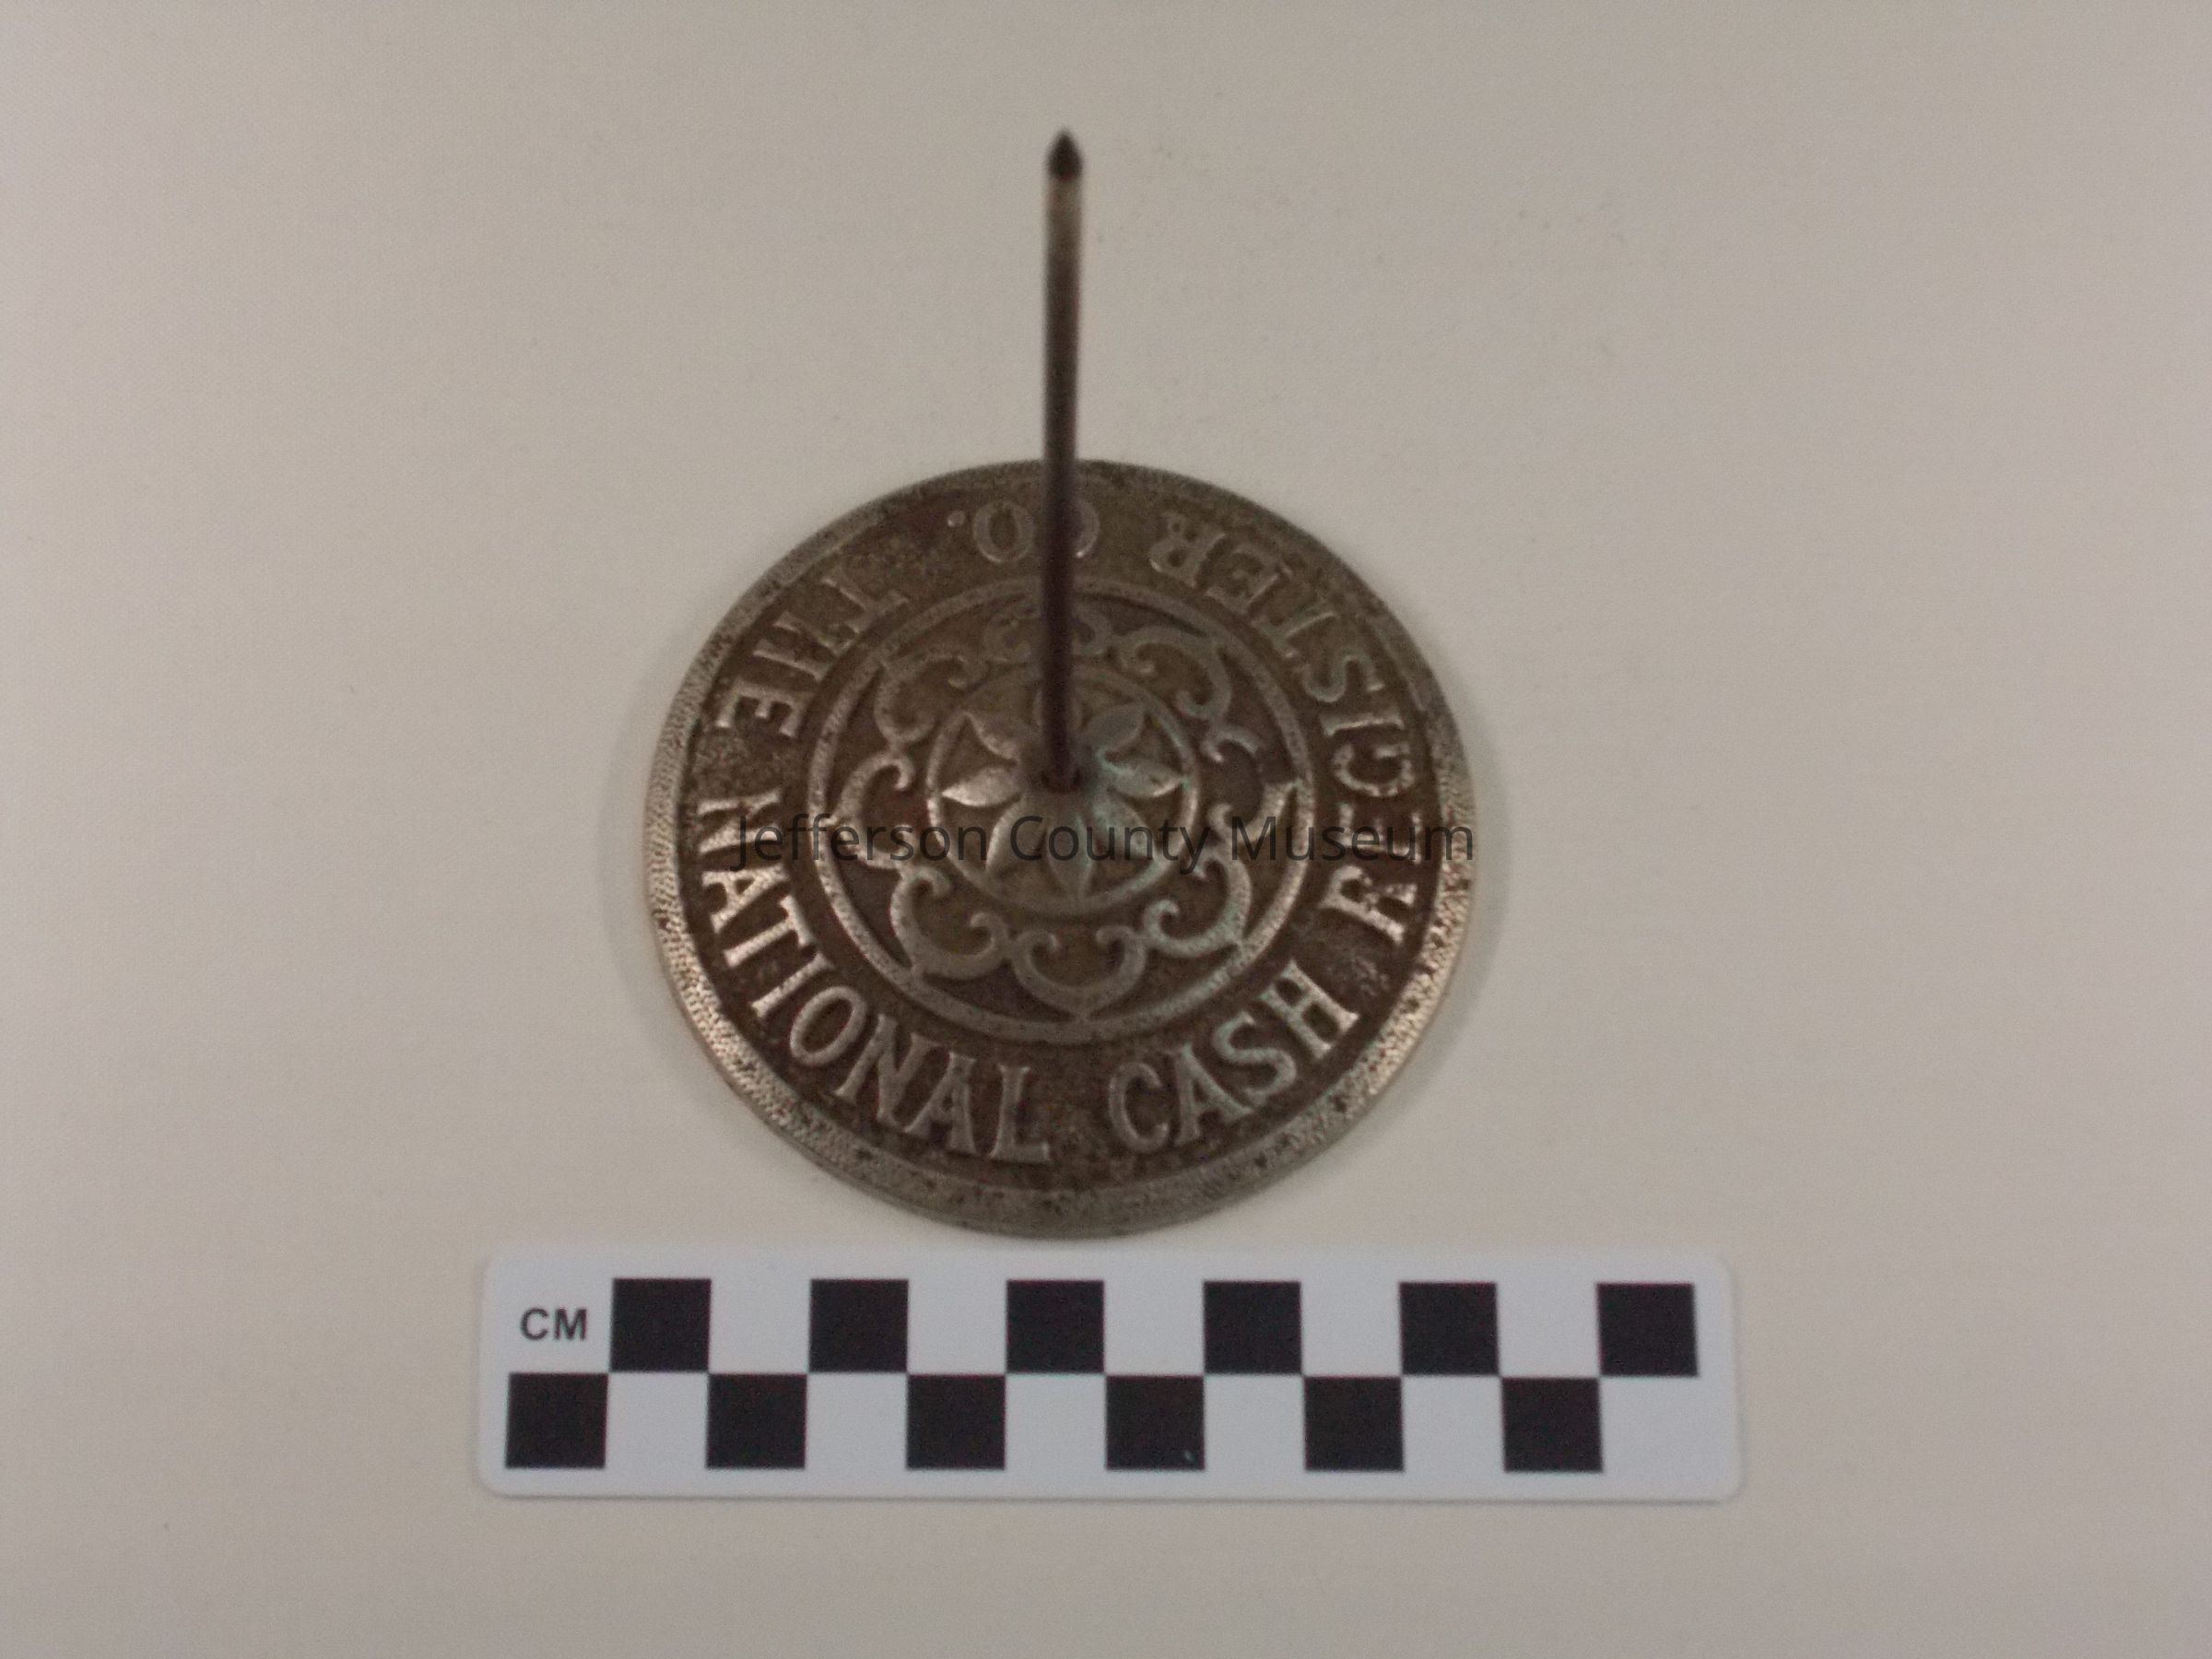 THE NATIONAL CASH REGISTER CO.
Jefferson County Museum
CM